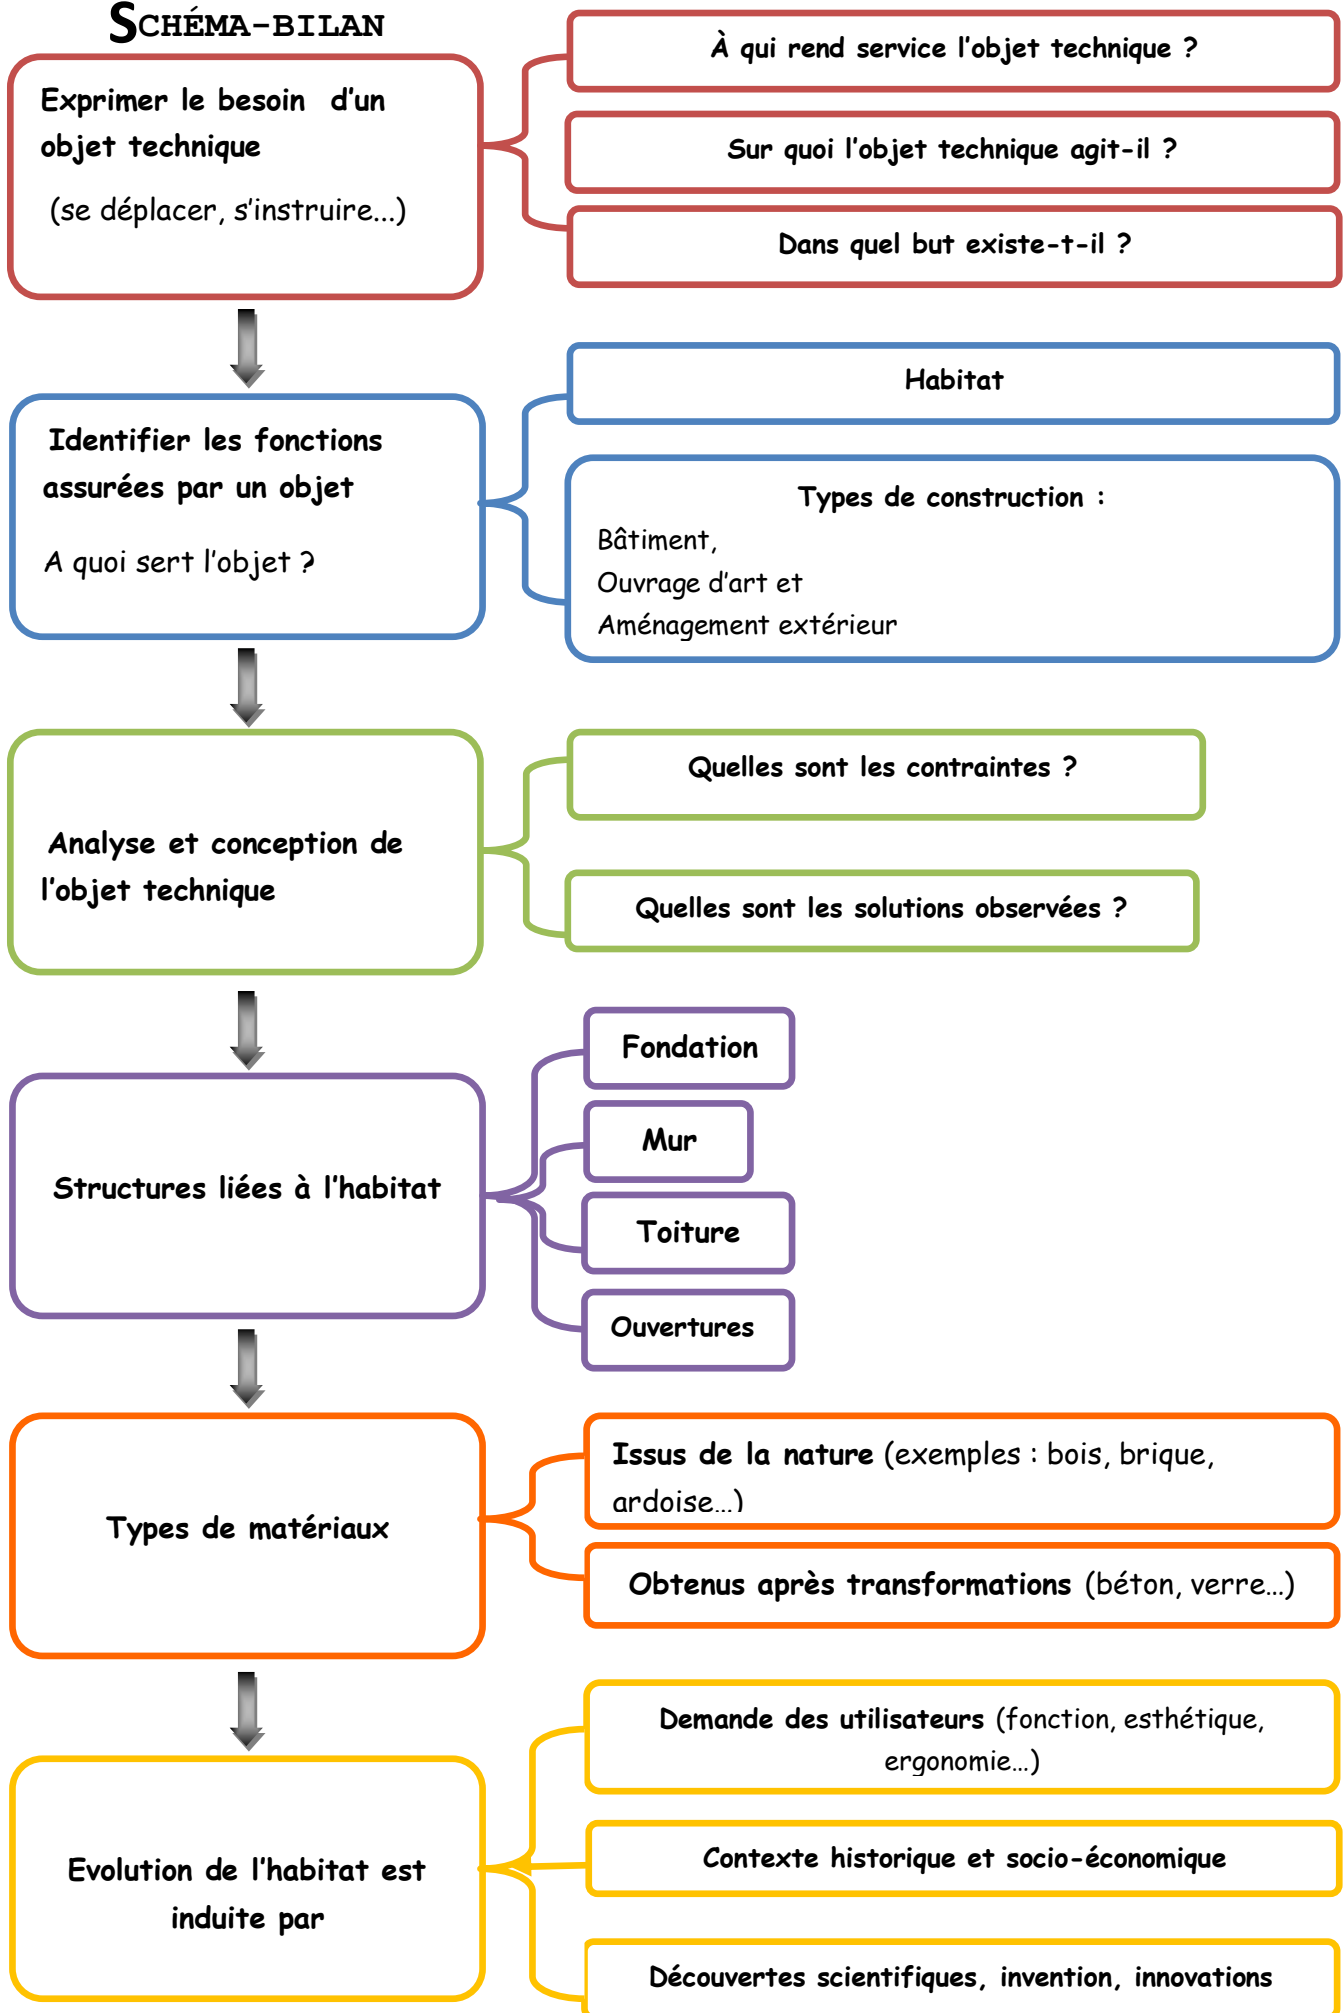 SCHÉMA-BILAN
Exprimer le besoin d'un
objet technique
(se déplacer, s'instruire...)
À qui rend service l'objet technique ?
Sur quoi l'objet technique agit-il ?
Dans quel but existe-t-il ?
Identifier les fonctions
assurées par un objet
A quoi sert l'objet ?
Habitat
Types de construction :
Bâtiment,
Ouvrage d'art et
Aménagement extérieur
Analyse et conception de
l'objet technique
Quelles sont les contraintes ?
Quelles sont les solutions observées ?
Structures liées à l'habitat
Fondation
Mur
Toiture
Ouvertures
Types de matériaux
Issus de la nature (exemples : bois, brique,
ardoise...)
Obtenus après transformations (béton, verre...)
Evolution de l'habitat est
induite par
Demande des utilisateurs (fonction, esthétique,
ergonomie...)
Contexte historique et socio-économique
Découvertes scientifiques, invention, innovations